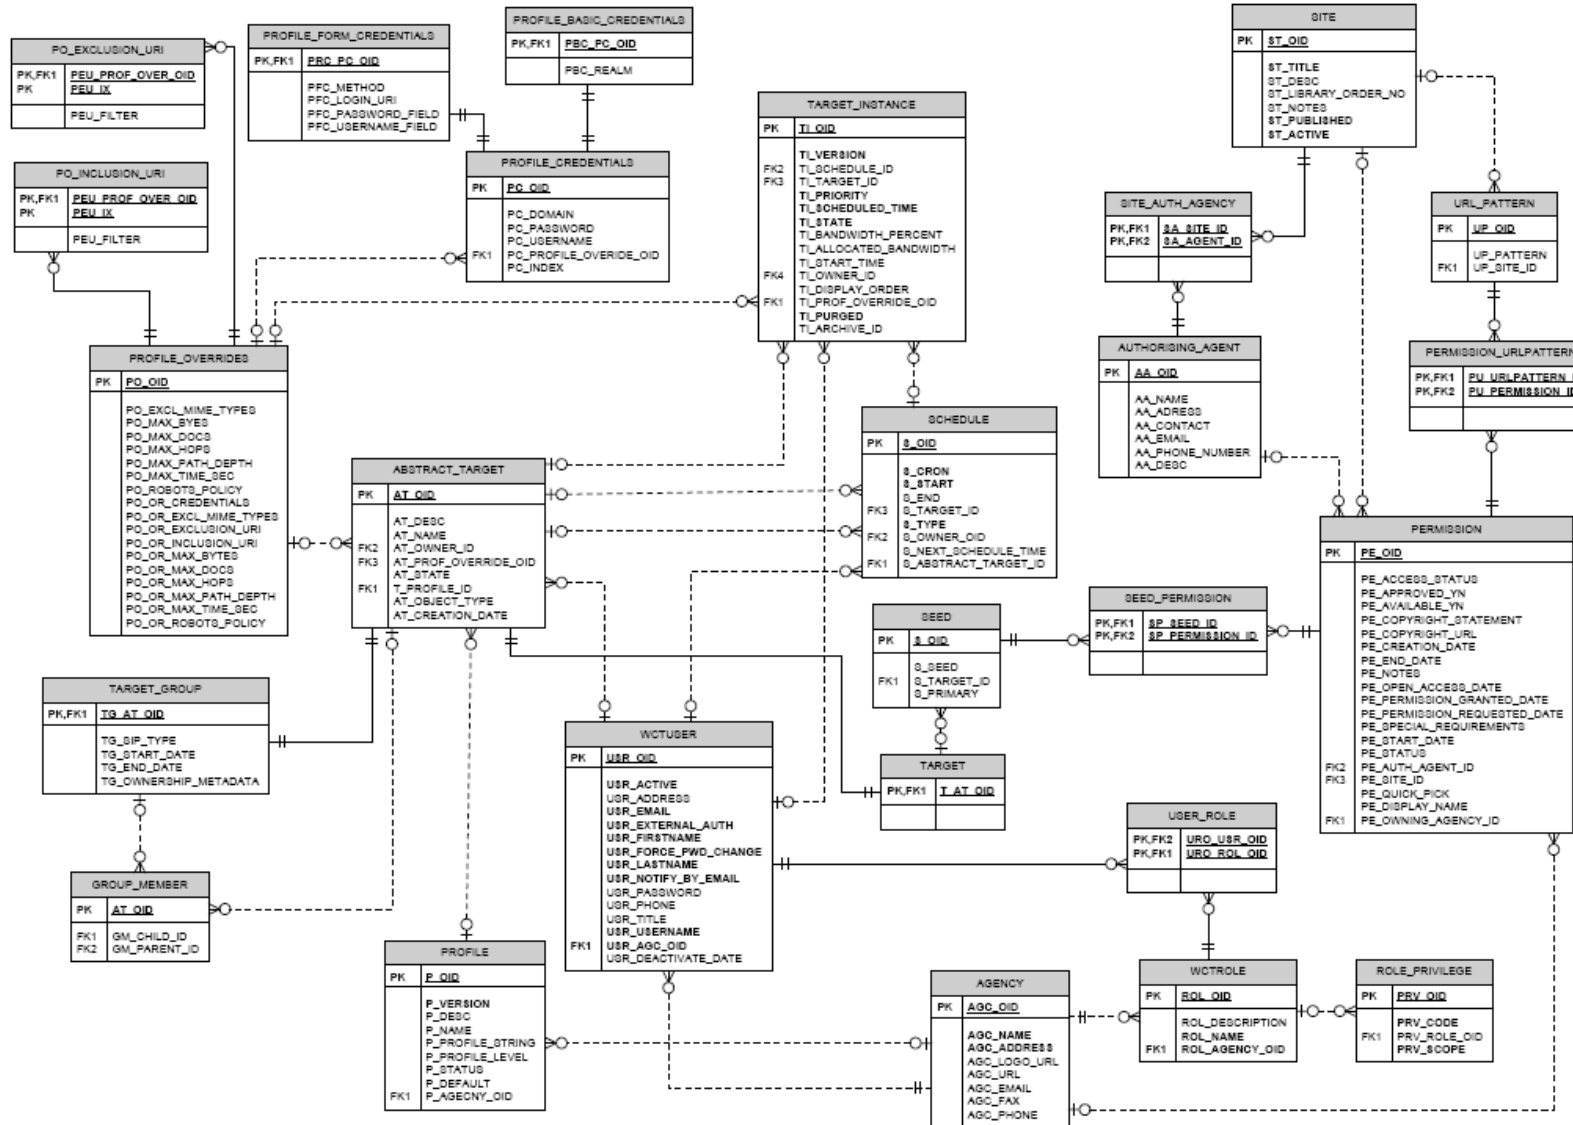 PO_EXCLUSION_URI
PK,FK1 PEU_PROF_OVER_OID
PK PEU_IX
PEU_FILTER
PROFILE_FORM_CREDENTIALS
PK,FK1 PRC_PC_OID
PFC_METHOD
PFC_LOGIN_URI
PFC_PASSWORD_FIELD
PFC_USERNAME_FIELD
PROFILE_BASIC_CREDENTIALS
PK,FK1 PBC_PC_OID
PBC_REALM
SITE
PK ST_OID
ST_TITLE
ST_DESC
ST_LIBRARY_ORDER_NO
ST_NOTES
ST_PUBLISHED
ST_ACTIVE
TARGET_INSTANCE
PK TI_OID
TI_VERSION
FK2 TI_SCHEDULE_ID
FK3 TI_TARGET_ID
TI_PRIORITY
TI_SCHEDULED_TIME
TI_STATE
TI_BANDWIDTH_PERCENT
TI_ALLOCATED_BANDWIDTH
TI_START_TIME
FK4 TI_OWNER_ID
TI_DISPLAY_ORDER
FK1 TI_PROF_OVERRIDE_OID
TI_PURGED
TI_ARCHIVE_ID
PO_INCLUSION_URI
PK,FK1 PEU_PROF_OVER_OID
PK PEU_IX
PEU_FILTER
PROFILE_CREDENTIALS
PK PC_OID
PC_DOMAIN
PC_PASSWORD
PC_USERNAME
FK1 PC_PROFILE_OVERIDE_OID
PC_INDEX
SITE_AUTH_AGENCY
PK,FK1 SA_SITE_ID
PK,FK2 SA_AGENT_ID
URL_PATTERN
PK UP_OID
UP_PATTERN
FK1 UP_SITE_ID
PROFILE_OVERRIDES
PK PO_OID
PO_EXCL_MIME_TYPES
PO_MAX_BYES
PO_MAX_DOCS
PO_MAX_HOPS
PO_MAX_PATH_DEPTH
PO_MAX_TIME_SEC
PO_ROBOTS_POLICY
PO_OR_CREDENTIALS
PO_OR_EXCL_MIME_TYPES
PO_OR_EXCLUSION_URI
PO_OR_INCLUSION_URI
PO_OR_MAX_BYTES
PO_OR_MAX_DOCS
PO_OR_MAX_HOPS
PO_OR_MAX_PATH_DEPTH
PO_OR_MAX_TIME_SEC
PO_OR_ROBOTS_POLICY
AUTHORISING_AGENT
PK AA_OID
AA_NAME
AA_ADRESS
AA_CONTACT
AA_EMAIL
AA_PHONE_NUMBER
AA_DESC
PERMISSION_URLPATTERN
PK,FK1 PU_URLPATTERN_
PK,FK2 PU_PERMISSION_ID
SCHEDULE
PK S_OID
S_CRON
S_START
S_END
FK3 S_TARGET_ID
S_TYPE
FK2 S_OWNER_OID
S_NEXT_SCHEDULE_TIME
FK1 S_ABSTRACT_TARGET_ID
ABSTRACT_TARGET
PK AT_OID
AT_DESC
AT_NAME
FK2 AT_OWNER_ID
FK3 AT_PROF_OVERRIDE_OID
AT_STATE
FK1 T_PROFILE_ID
AT_OBJECT_TYPE
AT_CREATION_DATE
PERMISSION
PK PE_OID
PE_ACCESS_STATUS
PE_APPROVED_YN
PE_AVAILABLE_YN
PE_COPYRIGHT_STATEMENT
PE_COPYRIGHT_URL
PE_CREATION_DATE
PE_END_DATE
PE_NOTES
PE_OPEN_ACCESS_DATE
PE_PERMISSION_GRANTED_DATE
PE_PERMISSION_REQUESTED_DATE
PE_SPECIAL_REQUIREMENTS
PE_START_DATE
PE_STATUS
FK2 PE_AUTH_AGENT_ID
FK3 PE_SITE_ID
PE_QUICK_PICK
PE_DISPLAY_NAME
FK1 PE_OWNING_AGENCY_ID
SEED_PERMISSION
PK,FK1 SP_SEED_ID
PK,FK2 SP_PERMISSION_ID
SEED
PK S_OID
S_SEED
FK1 S_TARGET_ID
S_PRIMARY
TARGET_GROUP
PK,FK1 TG_AT_OID
TG_SIP_TYPE
TG_START_DATE
TG_END_DATE
TG_OWNERSHIP_METADATA
WCTUSER
PK USR_OID
USR_ACTIVE
USR_ADDRESS
USR_EMAIL
USR_EXTERNAL_AUTH
USR_FIRSTNAME
USR_FORCE_PWD_CHANGE
USR_LASTNAME
USR_NOTIFY_BY_EMAIL
USR_PASSWORD
USR_PHONE
USR_TITLE
USR_USERNAME
FK1 USR_AGC_OID
USR_DEACTIVATE_DATE
TARGET
PK,FK1 T_AT_OID
USER_ROLE
PK,FK2 URO_USR_OID
PK,FK1 URO_ROL_OID
GROUP_MEMBER
PK AT_OID
FK1 GM_CHILD_ID
FK2 GM_PARENT_ID
PROFILE
PK P_OID
P_VERSION
P_DESC
P_NAME
P_PROFILE_STRING
P_PROFILE_LEVEL
P_STATUS
P_DEFAULT
FK1 P_AGECNY_OID
AGENCY
PK AGC_OID
AGC_NAME
AGC_ADDRESS
AGC_LOGO_URL
AGC_URL
AGC_EMAIL
AGC_FAX
AGC_PHONE
WCTROLE
PK ROL_OID
ROL_DESCRIPTION
ROL_NAME
FK1 ROL_AGENCY_OID
ROLE_PRIVILEGE
PK PRV_OID
PRV_CODE
FK1 PRV_ROLE_OID
PRV_SCOPE